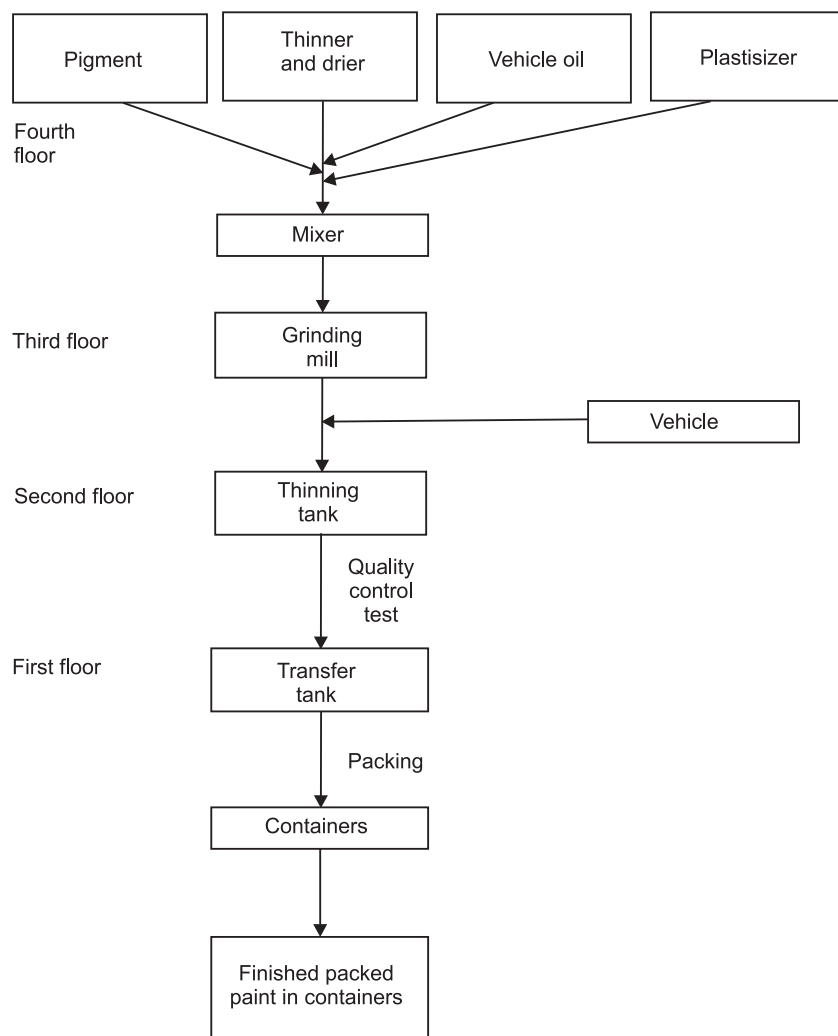 Pigment
Thinner
and drier
Vehicle oil
Plastisizer
Fourth
floor
Mixer
Third floor
Grinding
mill
Vehicle
Second floor
Thinning
tank
Quality
control
test
First floor
Transfer
tank
Packing
Containers
Finished packed
paint in containers